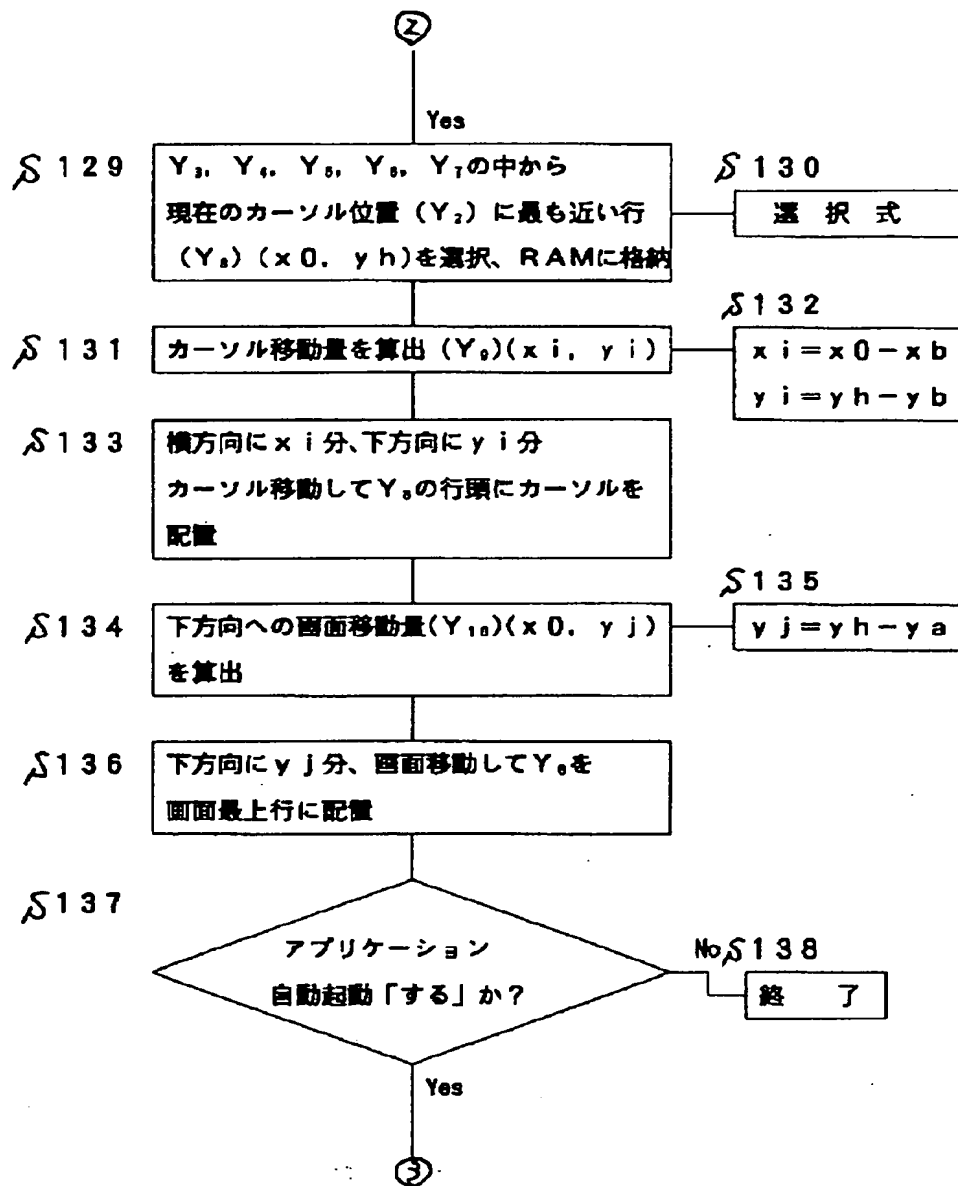 ②
Yes
S129
Y₃, Y₄, Y₅, Y₆, Y₇の中から
現在のカーソル位置（Y₂）に最も近い行
（Y₈）（x0．yh）を選択、RAMに格納
S130
選択式
S131
カーソル移動量を算出（Y₉）（xi，yi）
S132
xi＝x0－xb
yi＝yh－yb
S133
横方向にxi分、下方向にyi分
カーソル移動してY₈の行頭にカーソルを
配置
S134
下方向への画面移動量（Y₁₀）（x0．yj）
を算出
S135
yj＝yh－ya
S136
下方向にyj分、画面移動してY₈を
画面最上行に配置
S137
アプリケーション
自動起動「する」か？
No
S138
終了
Yes
③